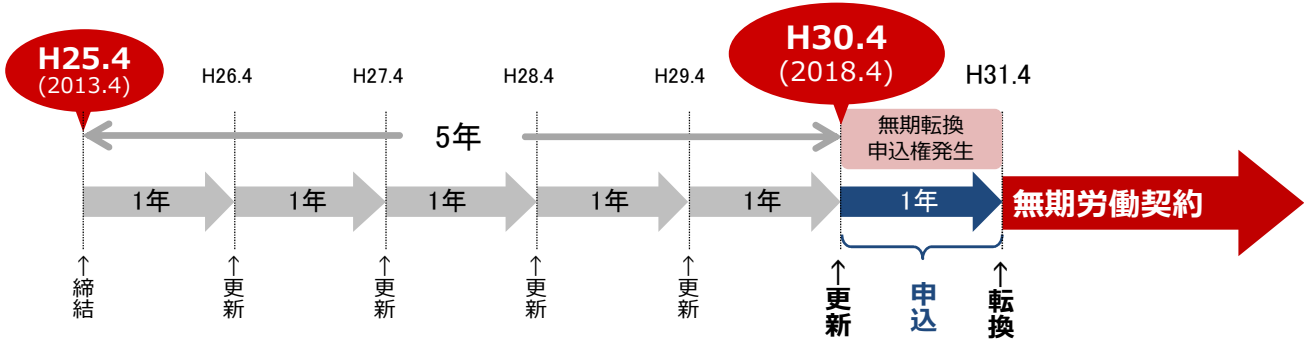 H25.4
(2013.4)
H26.4
H27.4
H28.4
H29.4
H30.4
(2018.4)
H31.4
5年
無期転換
申込権発生
1年
1年
1年
1年
1年
1年
無期労働契約
↑締結
↑更新
↑更新
↑更新
↑更新
↑更新
申込
↑転換